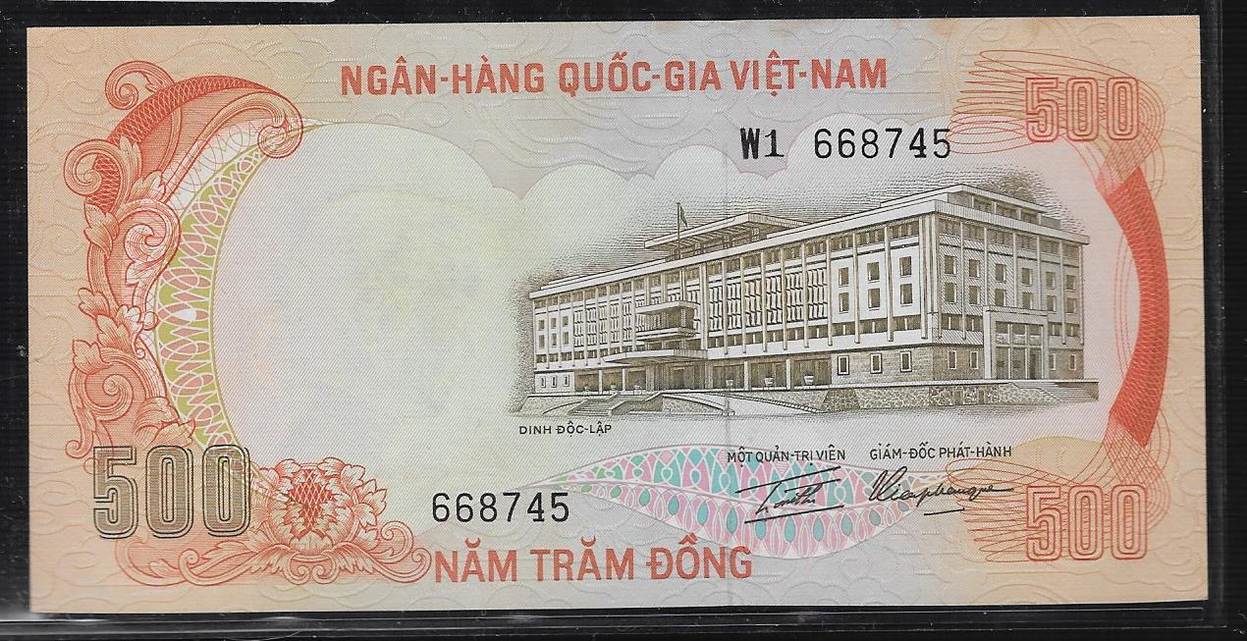 NGÂN-HÀNG QUỐC-GIA VIỆT-NAM
500
W1 668745
DINH ĐỘC-LẬP
MỘT QUẢN-TRỊ VIÊN GIÁM-ĐỐC PHÁT-HÀNH
500
668745
500
NĂM TRĂM ĐỒNG